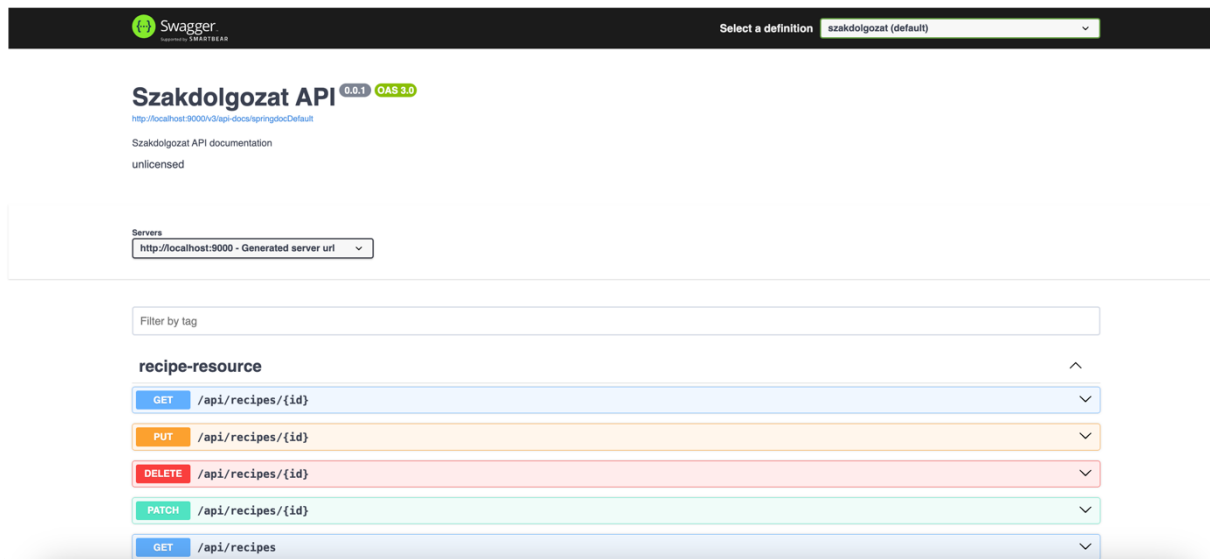 Swagger
Supported by SMARTBEAR
Select a definition szakdolgozat (default)
Szakdolgozat API 0.0.1 OAS 3.0
http://localhost:9000/v3/api-docs/springdocDefault
Szakdolgozat API documentation
unlicensed
Servers
http://localhost:9000 - Generated server url
Filter by tag
recipe-resource
GET /api/recipes/{id}
PUT /api/recipes/{id}
DELETE /api/recipes/{id}
PATCH /api/recipes/{id}
GET /api/recipes